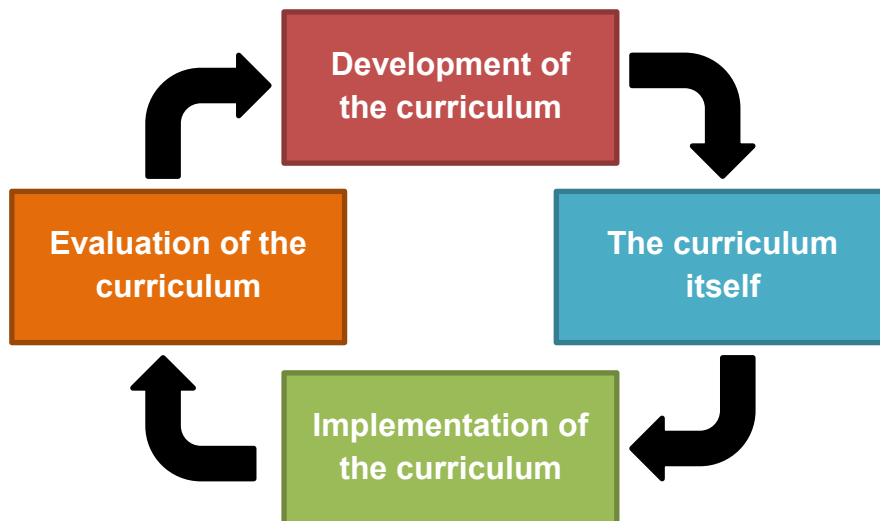 Development of
the curriculum
Evaluation of the
curriculum
The curriculum
itself
Implementation of
the curriculum